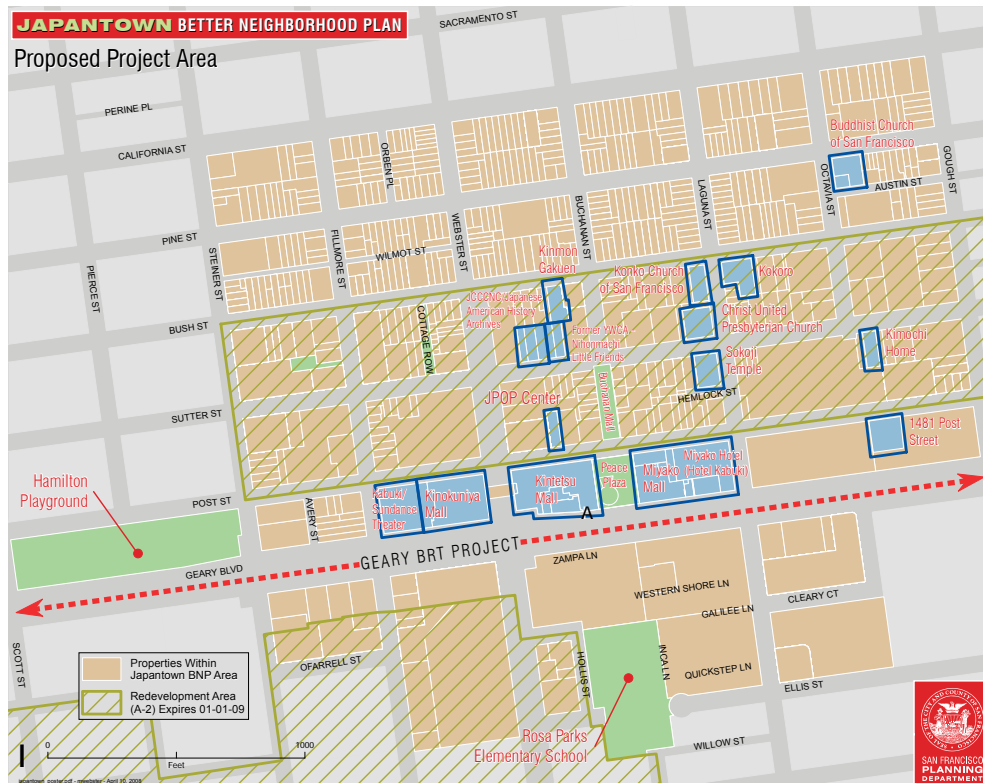 JAPANTOWN BETTER NEIGHBORHOOD PLAN
Proposed Project Area
SACRAMENTO ST
PERINE PL
CALIFORNIA ST
ORBEN PL
Buddhist Church
of San Francisco
OCTAVIA ST
GOUGH ST
AUSTIN ST
LAGUNA ST
BUCHANAN ST
WEBSTER ST
PINE ST
STEINER ST
FILLMORE ST
WILMOT ST
PIERCE ST
Kinmon
Gakuen
Konko Church
of San Francisco
Kokoro
BUSH ST
COTTAGE ROW
JCCCNC/Japanese
American History
Archives
Former YWCA,
Nihonjmachi
Little Friends
Christ United
Presbyterian Church
Kimochi
Home
Sokoji
Temple
HEMLOCK ST
SUTTER ST
JPOP Center
Buchanan Mall
1481 Post
Street
Hamilton
Playground
POST ST
AVERY ST
Kabuki/
Sundance
Theater
Kinokuniya
Mall
Kintetsu
Mall
A
Peace
Plaza
Miyako
Mall
Miyako Hotel
(Hotel Kabuki)
GEARY BLVD
GEARY BRT PROJECT
ZAMPA LN
WESTERN SHORE LN
GALILEE LN
CLEARY CT
SCOTT ST
OFARRELL ST
HOLLIS ST
INCA LN
QUICKSTEP LN
ELLIS ST
WILLOW ST
Rosa Parks
Elementary School
Properties Within
Japantown BNP Area
Redevelopment Area
(A-2) Expires 01-01-09
0
1000
Feet
SAN FRANCISCO
PLANNING
DEPARTMENT